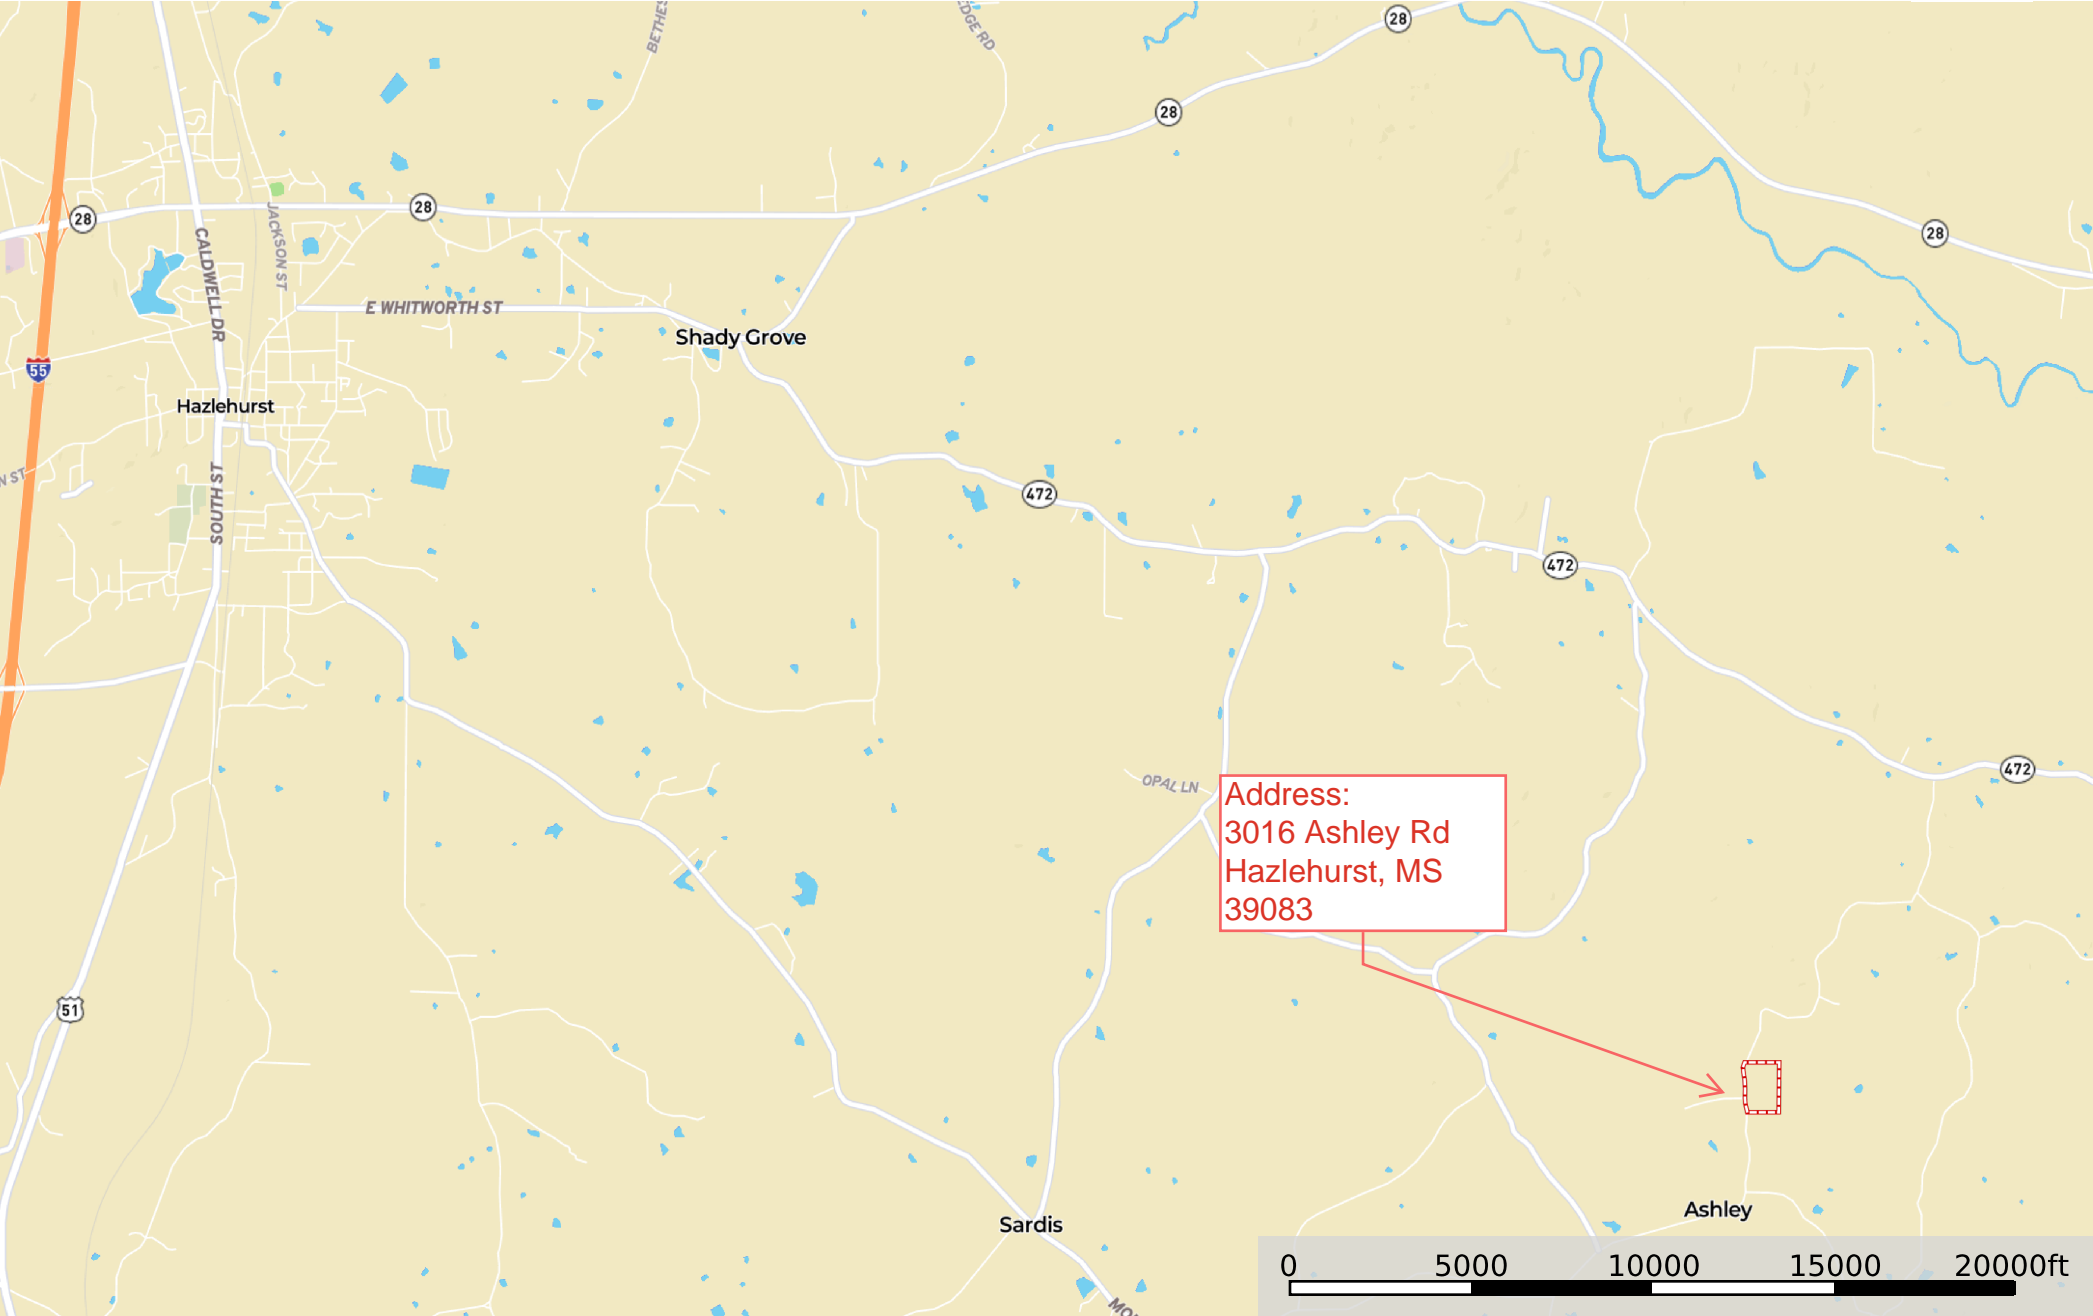 28
EDGE RD
28
28
28
28
JACKSON ST
CALDWELL DR
E WHITWORTH ST
Shady Grove
55
Hazlehurst
N ST
SOUTH ST
472
472
472
OPAL LN
Address:
3016 Ashley Rd
Hazlehurst, MS
39083
51
Ashley
Sardis
0 5000 10000 15000 20000ft